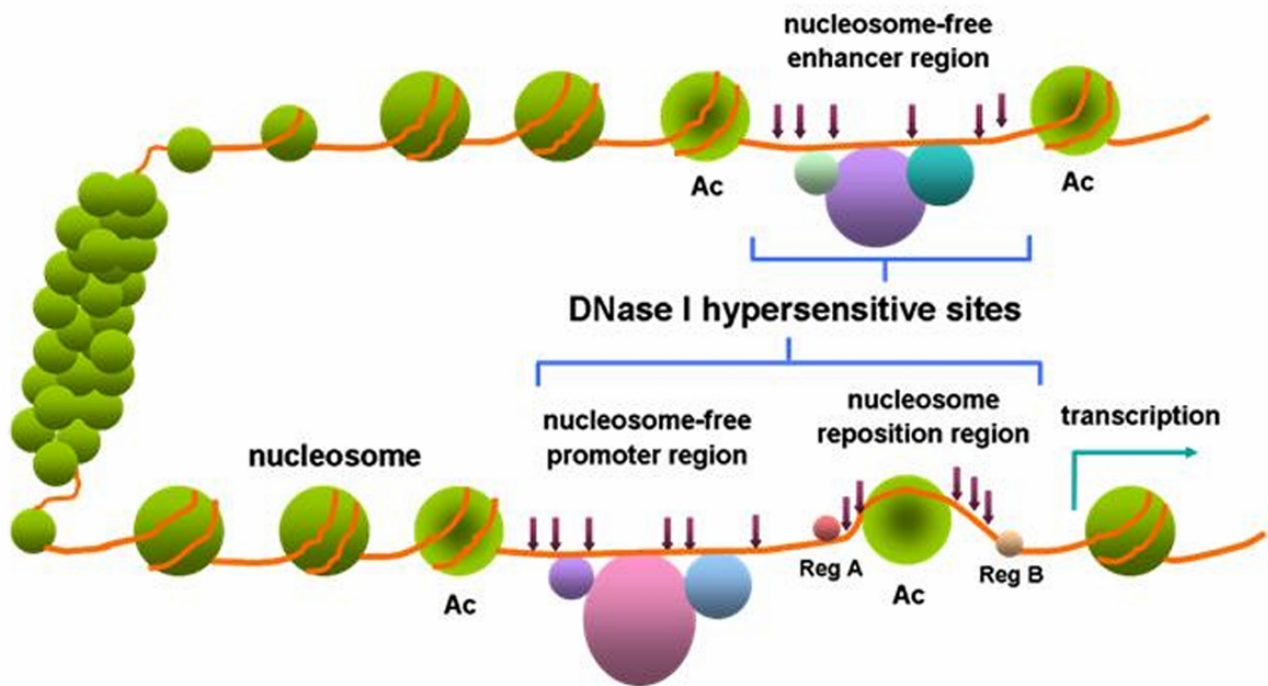 nucleosome-free
enhancer region
Ac
Ac
DNase I hypersensitive sites
nucleosome-free
promoter region
nucleosome
reposition region
transcription
nucleosome
Reg A
Reg B
Ac
Ac